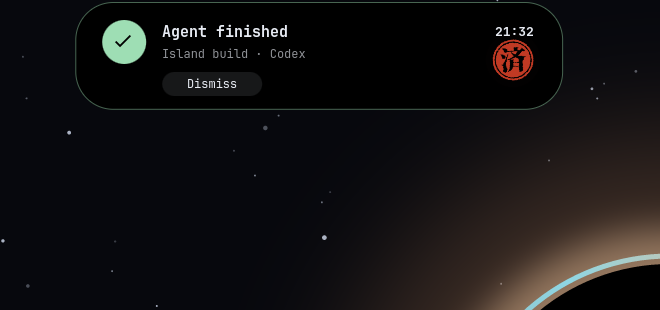 Agent finished
21:32
Island build · Codex
済
Dismiss